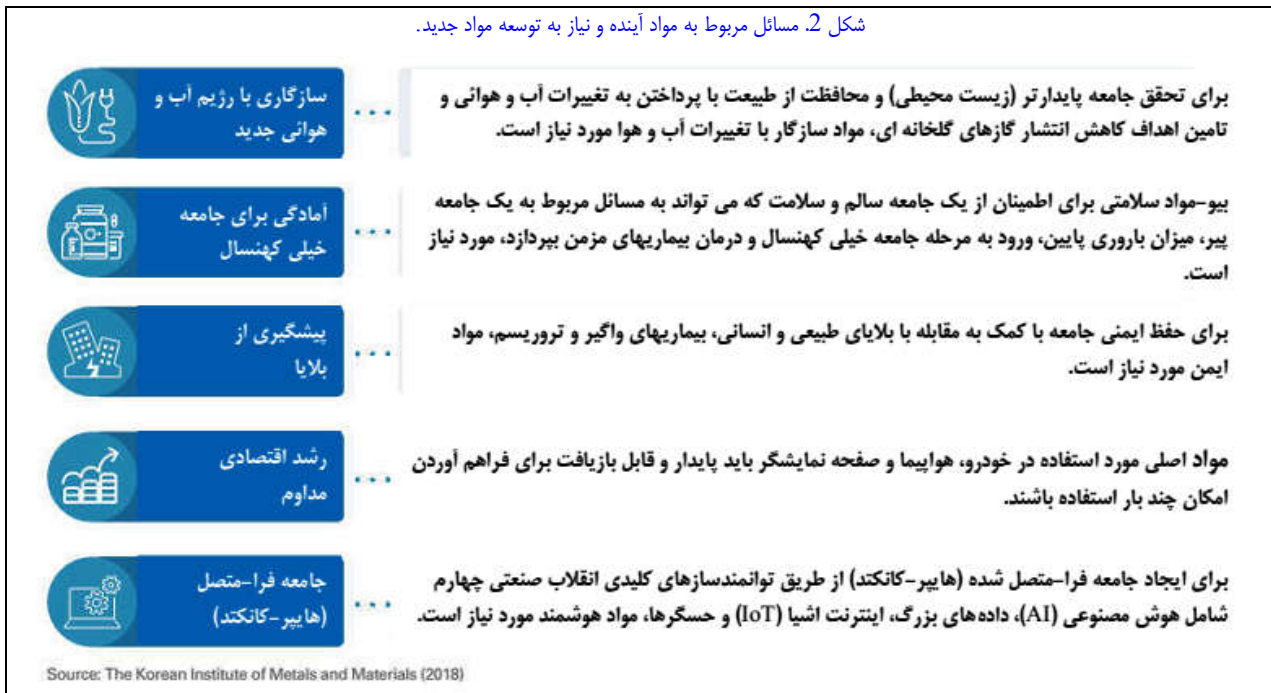 شکل 2. مسائل مربوط به مواد آینده و نیاز به توسعه مواد جدید.
سازگاری با رژیم آب و
هوائی جدید
برای تحقق جامعه پایدارتر (زیست محیطی) و محافظت از طبیعت با پرداختن به تغییرات آب و هوائی و
تامین اهداف کاهش انتشار گازهای گلخانه ای، مواد سازگار با تغییرات آب و هوا مورد نیاز است.
آمادگی برای جامعه
خیلی کهنسال
بیو-مواد سلامتی برای اطمینان از یک جامعه سالم و سلامت که می تواند به مسائل مربوط به یک جامعه
پیر، میزان باروری پایین، ورود به مرحله جامعه خیلی کهنسال و درمان بیماریهای مزمن بپردازد، مورد نیاز
است.
پیشگیری از
بلایا
برای حفظ ایمنی جامعه با کمک به مقابله با بلایای طبیعی و انسانی، بیماریهای واگیر و تروریسم، مواد
ایمن مورد نیاز است.
رشد اقتصادی
مداوم
مواد اصلی مورد استفاده در خودرو، هواپیما و صفحه نمایشگر باید پایدار و قابل بازیافت برای فراهم آوردن
امکان چند بار استفاده باشند.
جامعه فرا-متصل
(هایپر-کانکتد)
برای ایجاد جامعه فرا-متصل شده (هایپر-کانکتد) از طریق توانمندسازهای کلیدی انقلاب صنعتی چهارم
شامل هوش مصنوعی (AI)، داده‌های بزرگ، اینترنت اشیا (IoT) و حسگرها، مواد هوشمند مورد نیاز است.
Source: The Korean Institute of Metals and Materials (2018)